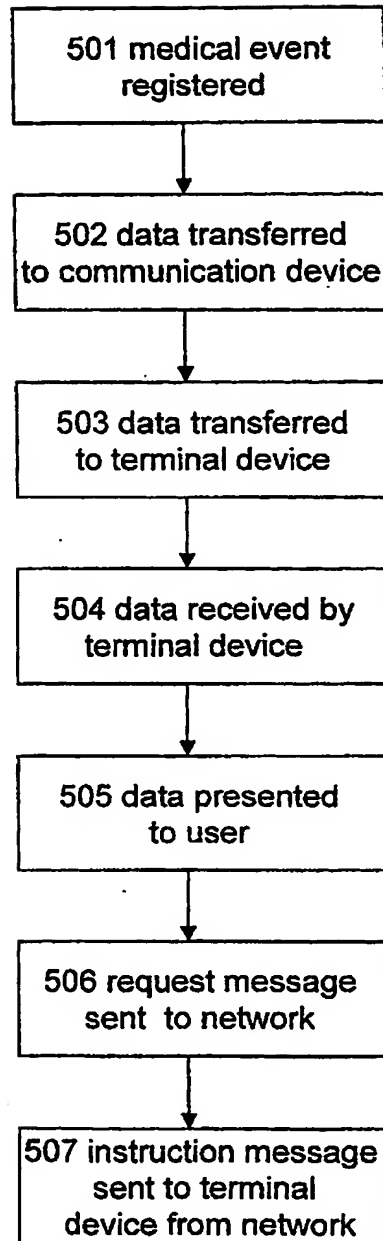 501 medical event
registered
502 data transferred
to communication device
503 data transferred
to terminal device
504 data received by
terminal device
505 data presented
to user
506 request message
sent to network
507 instruction message
sent to terminal
device from network